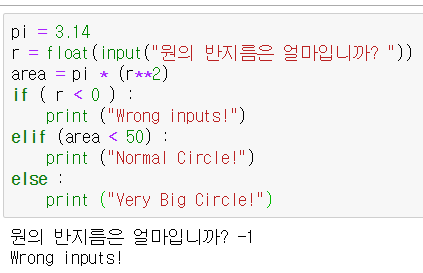 pi = 3.14
r = float(input("원의 반지름은 얼마입니까? "))
area = pi * (r**2)
if ( r < 0 ) :
    print ("Wrong inputs!")
elif (area < 50) :
    print ("Normal Circle!")
else :
    print ("Very Big Circle!")
원의 반지름은 얼마입니까? -1
Wrong inputs!